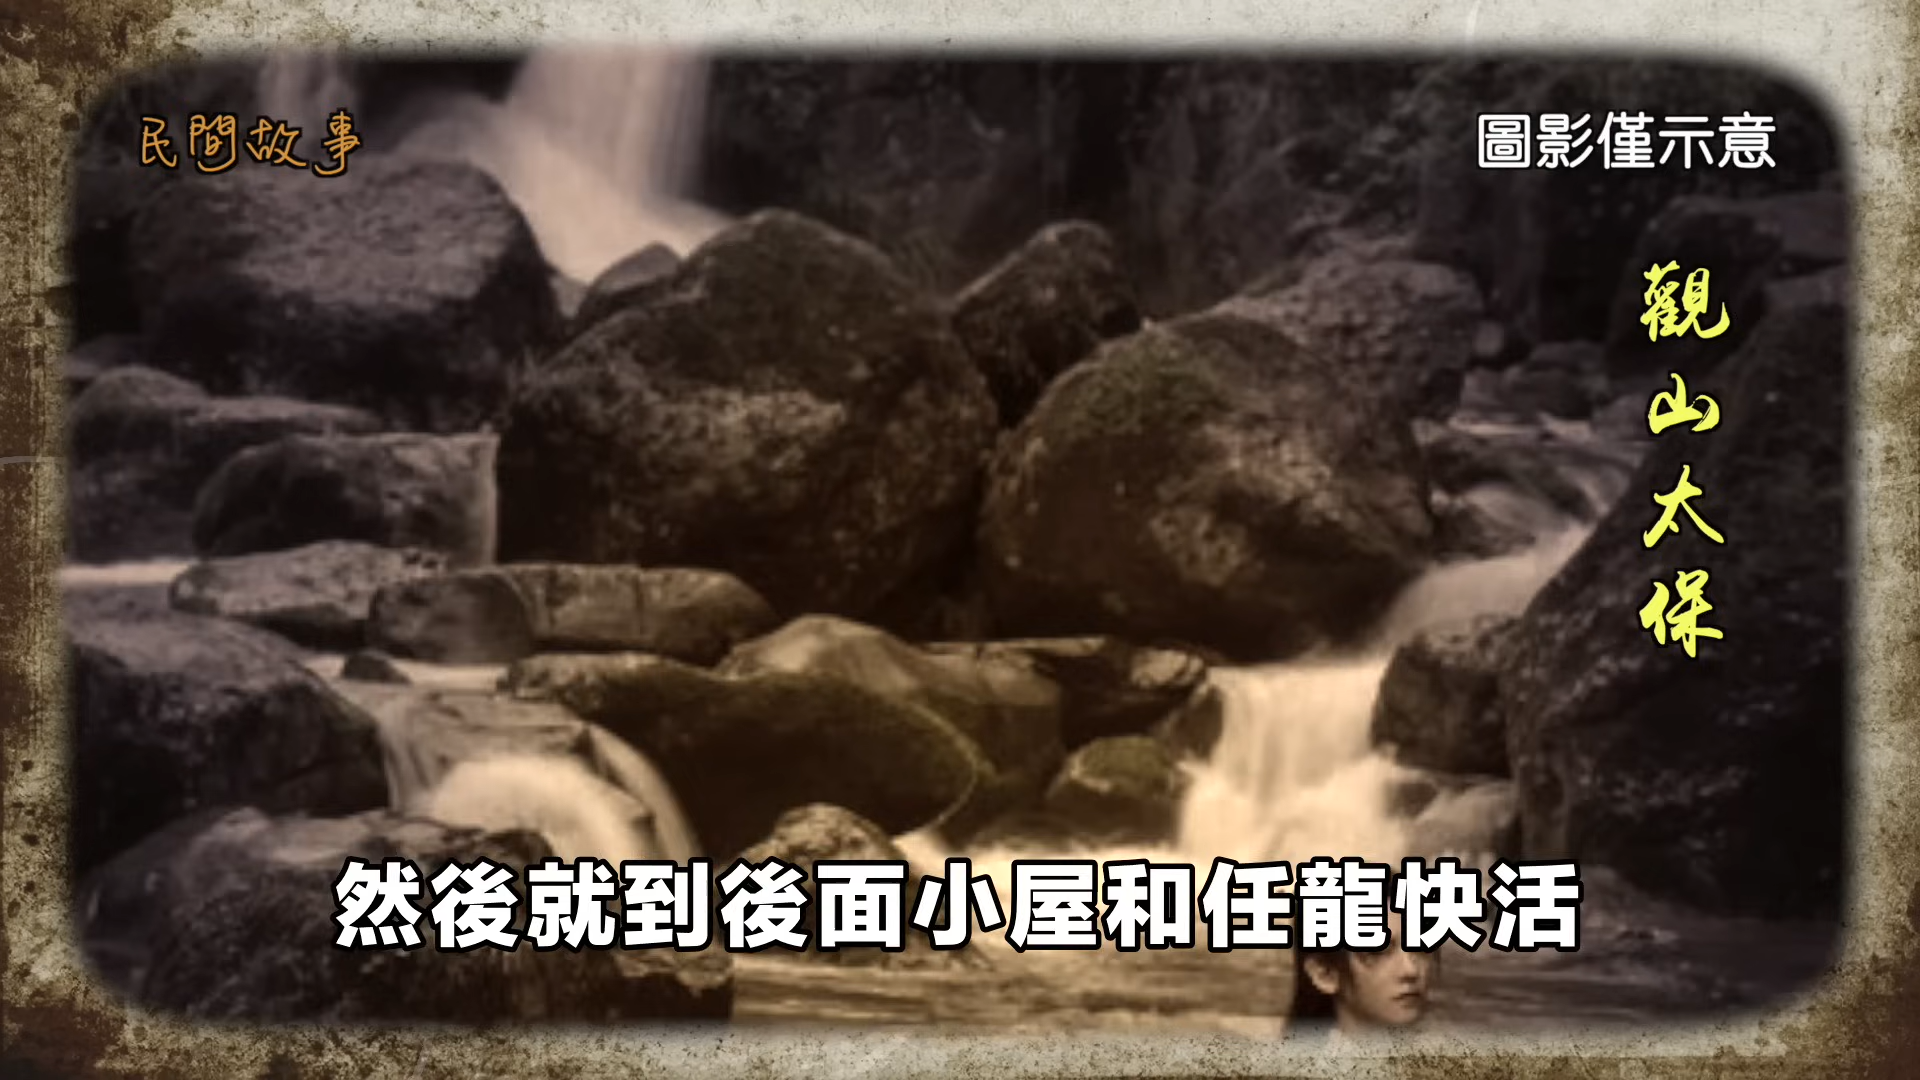 民間故事
圖影僅示意
觀山太保
然後就到後面小屋和任龍快活